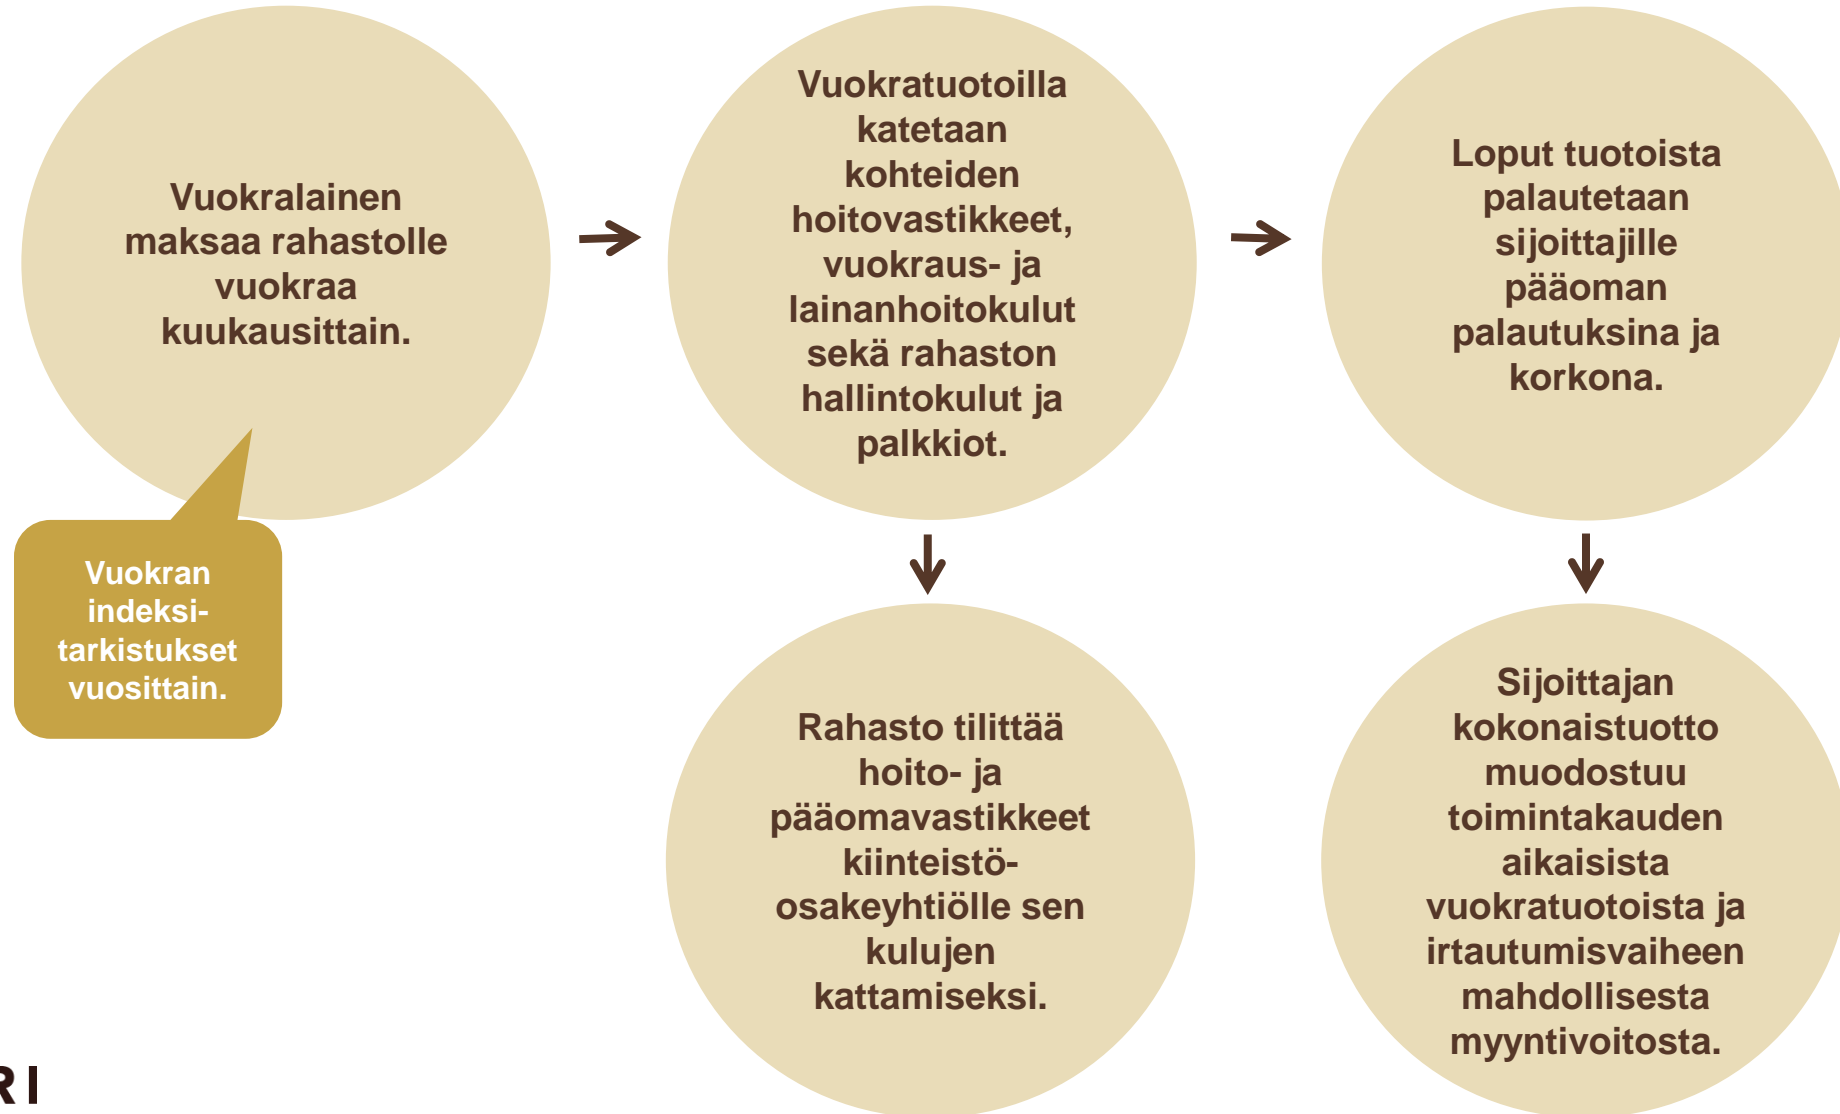 Vuokralainen
maksaa rahastolle
vuokraa
kuukausittain.
Vuokran
indeksi-
tarkistukset
vuosittain.
Vuokratuotoilla
katetaan
kohteiden
hoitovastikkeet,
vuokraus- ja
lainanhoitokulut
sekä rahaston
hallintokulut ja
palkkiot.
Loput tuotoista
palautetaan
sijoittajille
pääoman
palautuksina ja
korkona.
Rahasto tilittää
hoito- ja
pääomavastikkeet
kiinteistö-
osakeyhtiölle sen
kulujen
kattamiseksi.
Sijoittajan
kokonaistuotto
muodostuu
toimintakauden
aikaisista
vuokratuotoista ja
irtautumisvaiheen
mahdollisesta
myyntivoitosta.
RI